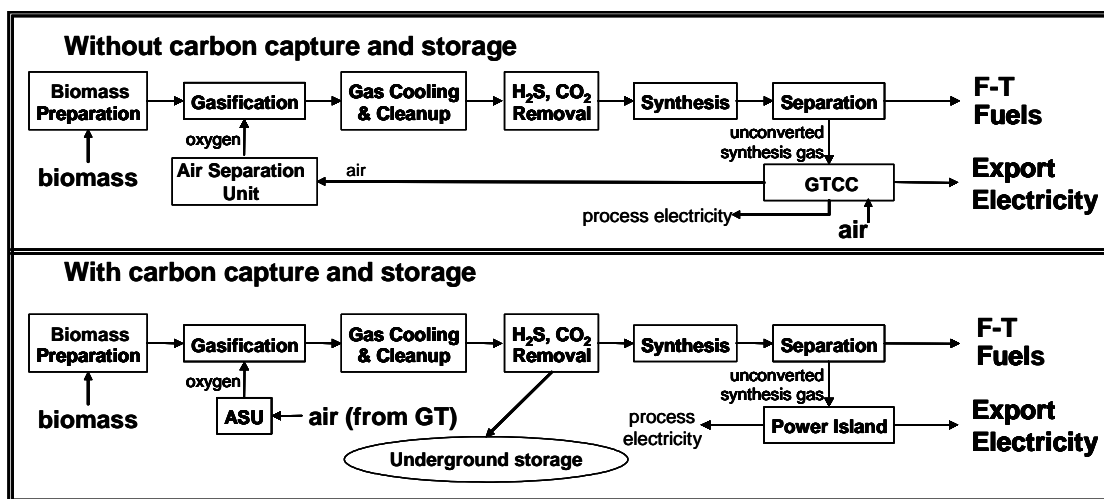 Without carbon capture and storage
Biomass
Preparation
Gasification
Gas Cooling
& Cleanup
H₂S, CO₂
Removal
Synthesis
Separation
F-T
Fuels
oxygen
unconverted
synthesis gas
biomass
Air Separation
Unit
air
GTCC
Export
Electricity
process electricity
air
With carbon capture and storage
Biomass
Preparation
Gasification
Gas Cooling
& Cleanup
H₂S, CO₂
Removal
Synthesis
Separation
F-T
Fuels
oxygen
unconverted
synthesis gas
biomass
ASU
air (from GT)
process
electricity
Power Island
Export
Electricity
Underground storage